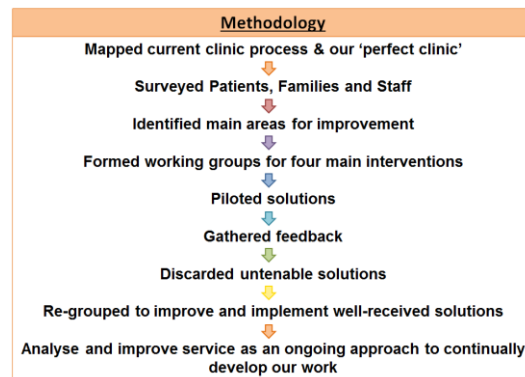 Methodology
Mapped current clinic process & our ‘perfect clinic’
Surveyed Patients, Families and Staff
Identified main areas for improvement
Formed working groups for four main interventions
Piloted solutions
Gathered feedback
Discarded untenable solutions
Re-grouped to improve and implement well-received solutions
Analyse and improve service as an ongoing approach to continually
develop our work